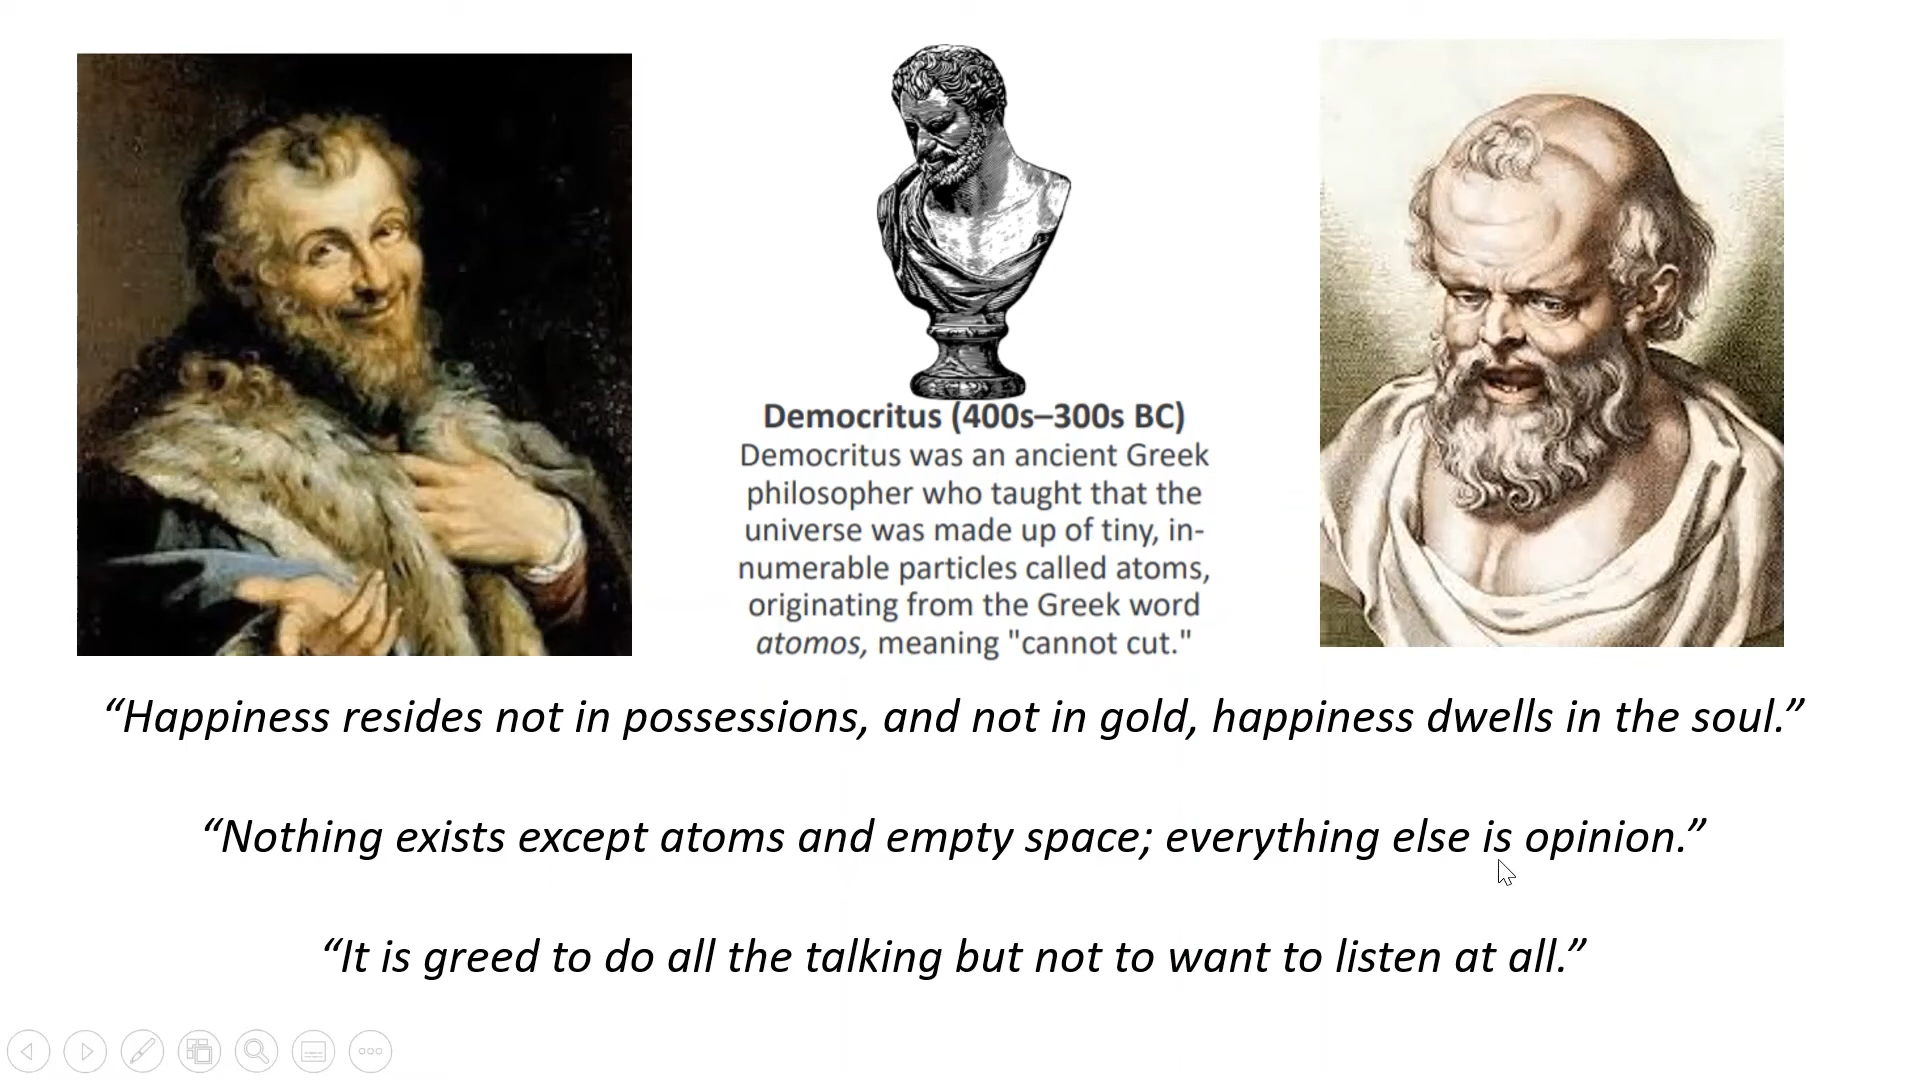 Democritus (400s–300s BC)
Democritus was an ancient Greek
philosopher who taught that the
universe was made up of tiny, in-
numerable particles called atoms,
originating from the Greek word
atomos, meaning "cannot cut."
“Happiness resides not in possessions, and not in gold, happiness dwells in the soul.”
“Nothing exists except atoms and empty space; everything else is opinion.”
“It is greed to do all the talking but not to want to listen at all.”